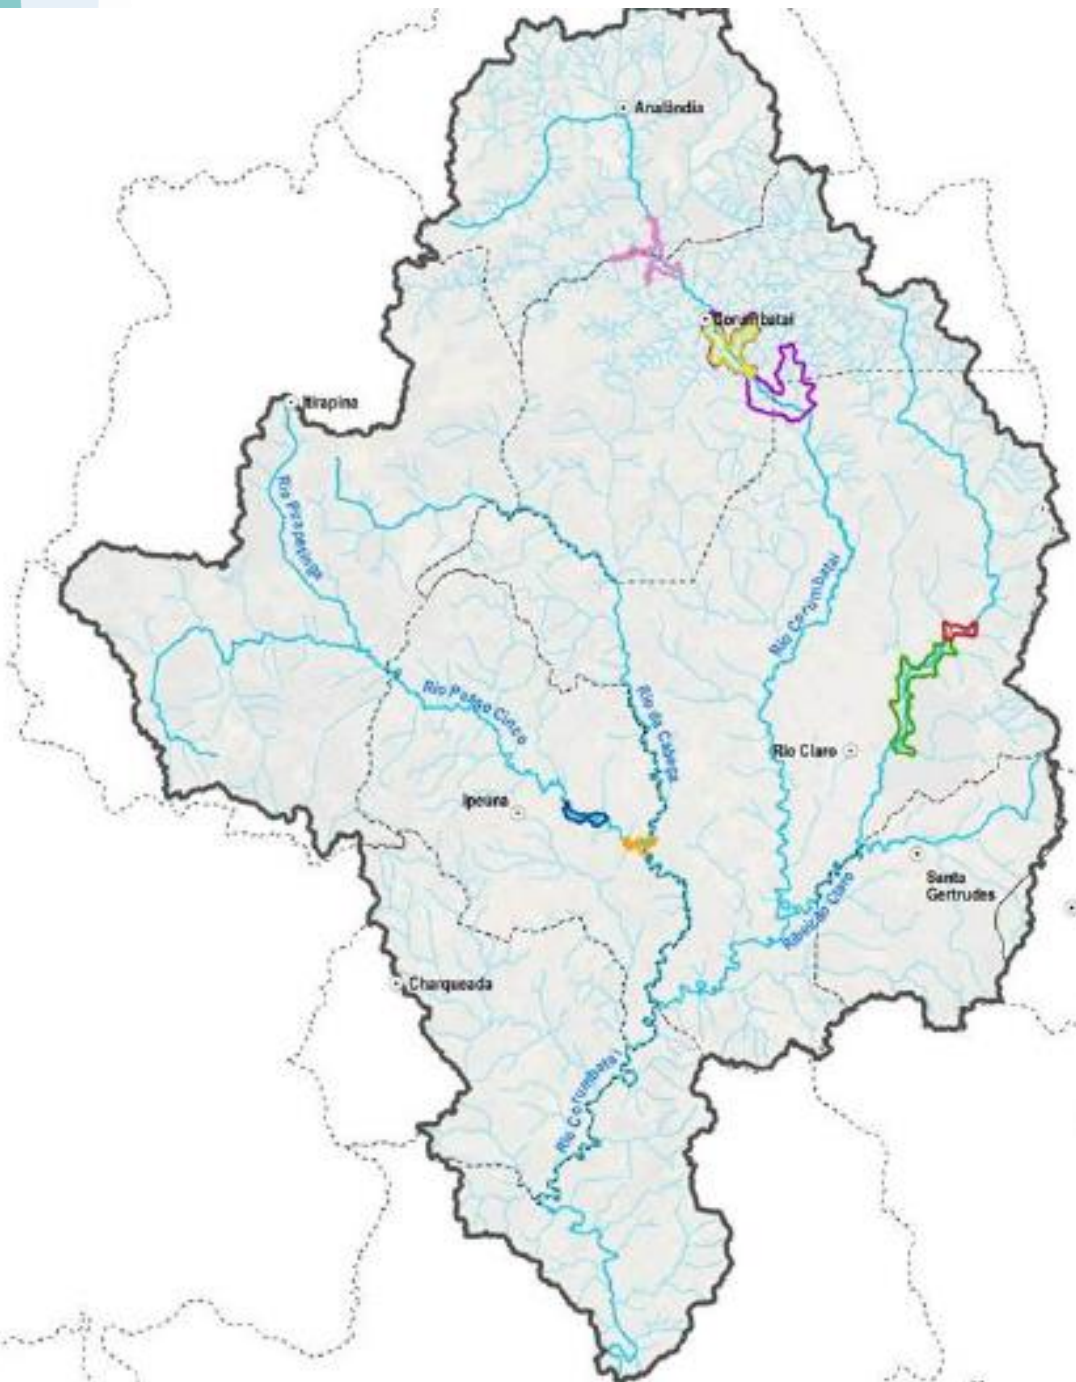 Analândia
Corumbataí
Itirapina
Rio Passa Cinco
Rio Corumbataí
Rio da Cabeça
Rio Claro
Ipeúna
Santa
Gertrudes
Ribeirão Claro
Charqueada
Rio Corumbataí